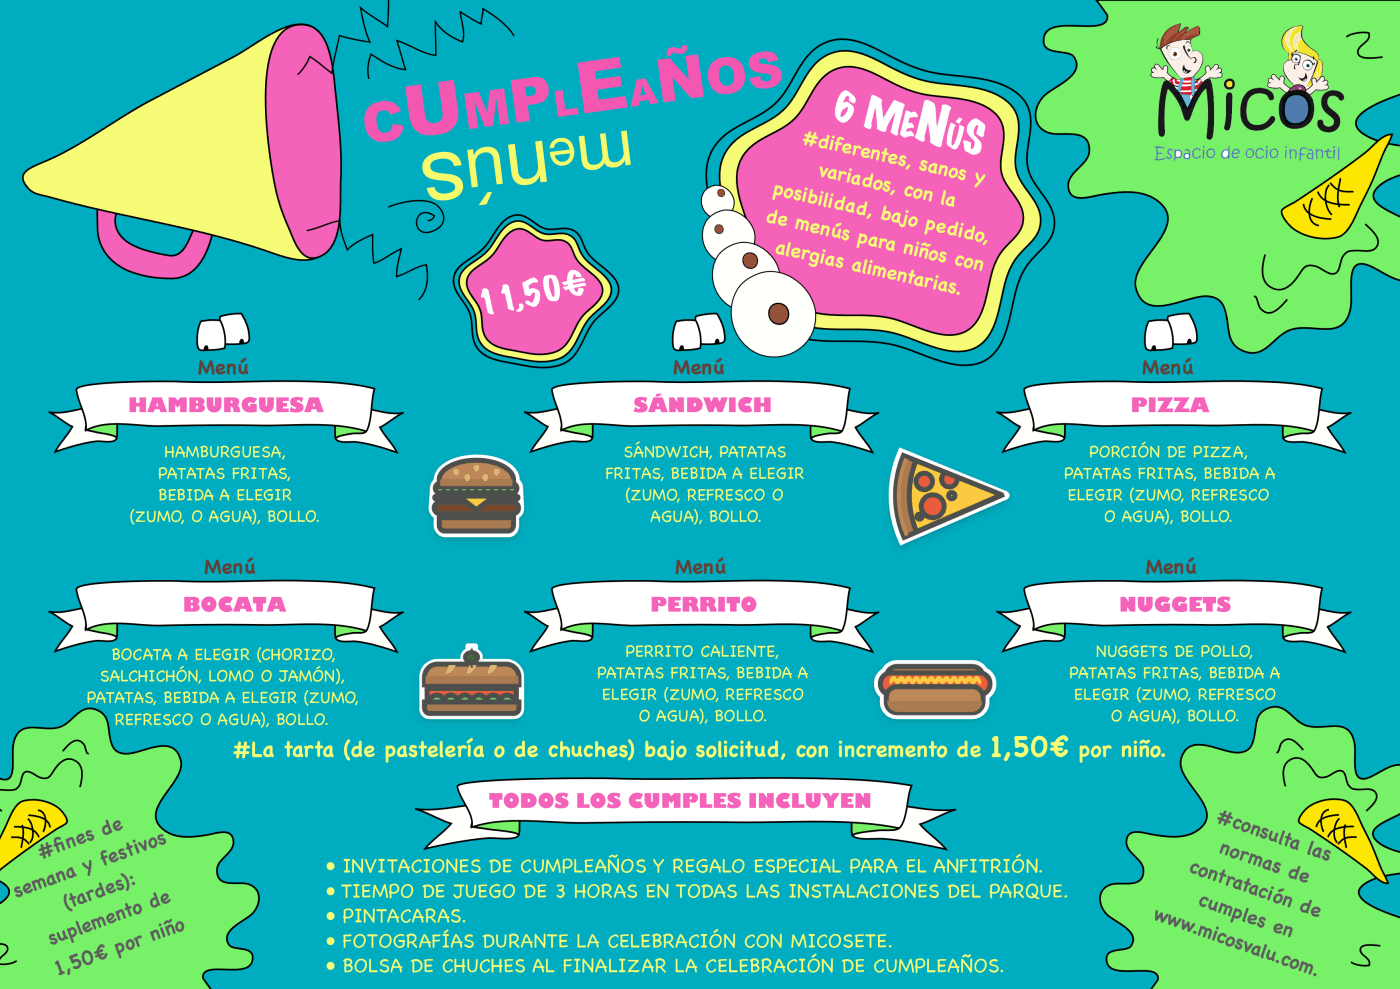 CUMPLEAÑOS
menús
11,50€
6 MENÚS
#diferentes, sanos y
variados, con la
posibilidad, bajo pedido,
de menús para niños con
alergias alimentarias.
Micos
Espacio de ocio infantil
Menú
HAMBURGUESA
HAMBURGUESA,
PATATAS FRITAS,
BEBIDA A ELEGIR
(ZUMO, O AGUA), BOLLO.
Menú
SÁNDWICH
SÁNDWICH, PATATAS
FRITAS, BEBIDA A ELEGIR
(ZUMO, REFRESCO O
AGUA), BOLLO.
Menú
PIZZA
PORCIÓN DE PIZZA,
PATATAS FRITAS, BEBIDA A
ELEGIR (ZUMO, REFRESCO
O AGUA), BOLLO.
Menú
BOCATA
BOCATA A ELEGIR (CHORIZO,
SALCHICHÓN, LOMO O JAMÓN),
PATATAS, BEBIDA A ELEGIR (ZUMO,
REFRESCO O AGUA), BOLLO.
Menú
PERRITO
PERRITO CALIENTE,
PATATAS FRITAS, BEBIDA A
ELEGIR (ZUMO, REFRESCO
O AGUA), BOLLO.
Menú
NUGGETS
NUGGETS DE POLLO,
PATATAS FRITAS, BEBIDA A
ELEGIR (ZUMO, REFRESCO
O AGUA), BOLLO.
#La tarta (de pastelería o de chuches) bajo solicitud, con incremento de 1,50€ por niño.
TODOS LOS CUMPLES INCLUYEN
• INVITACIONES DE CUMPLEAÑOS Y REGALO ESPECIAL PARA EL ANFITRIÓN.
• TIEMPO DE JUEGO DE 3 HORAS EN TODAS LAS INSTALACIONES DEL PARQUE.
• PINTACARAS.
• FOTOGRAFÍAS DURANTE LA CELEBRACIÓN CON MICOSETE.
• BOLSA DE CHUCHES AL FINALIZAR LA CELEBRACIÓN DE CUMPLEAÑOS.
#fines de
semana y festivos
(tardes):
suplemento de
1,50€ por niño
#consulta las
normas de
contratación de
cumples en
www.micosvalu.com.